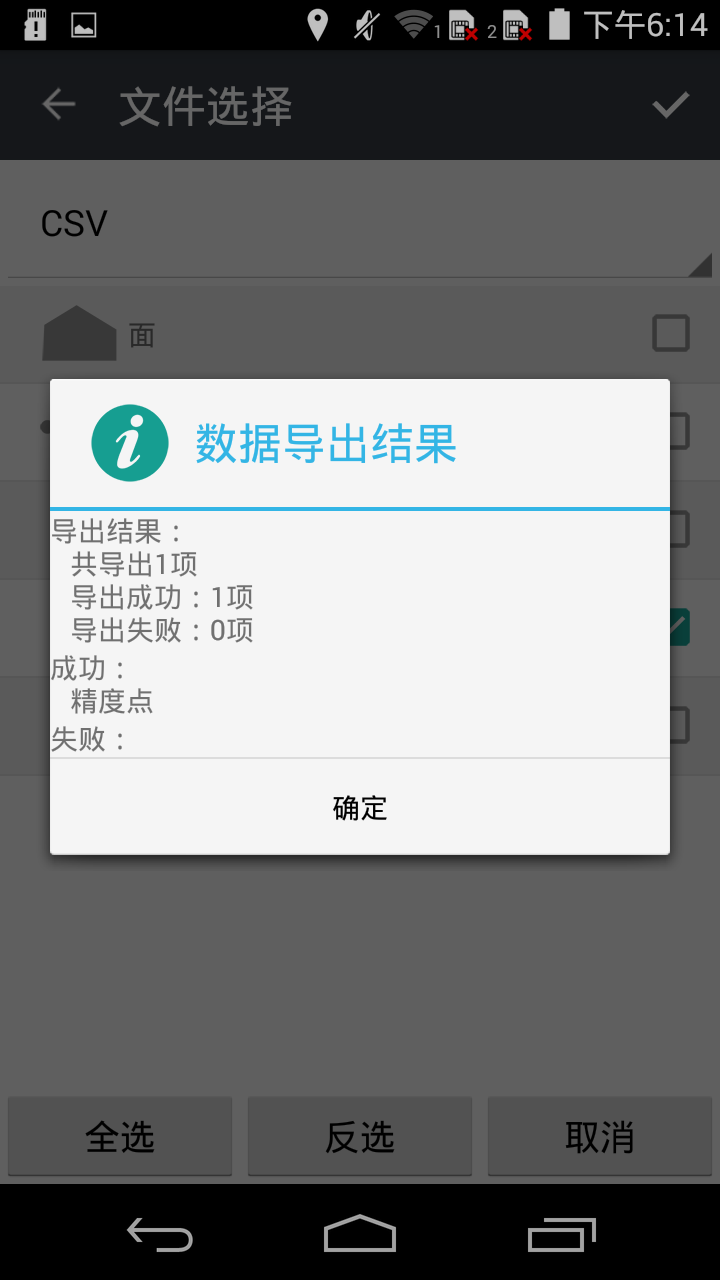 1 2 下午6:14
文件选择
CSV
面
数据导出结果
导出结果：
共导出1项
导出成功：1项
导出失败：0项
成功：
精度点
失败：
确定
全选 反选 取消